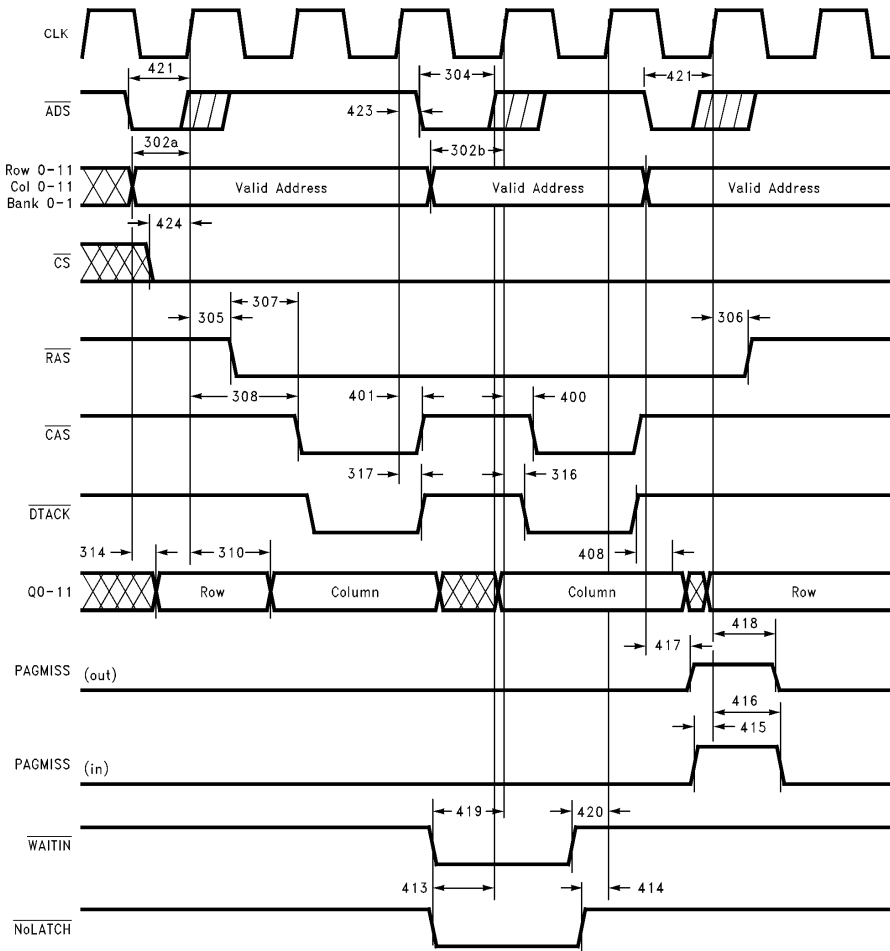 CLK
421
304
421
ADS
423
302a
302b
Row 0-11
Col 0-11
Bank 0-1
Valid Address
Valid Address
Valid Address
424
CS
307
305
306
RAS
308
401
400
CAS
317
316
DTACK
314
310
408
Q0-11
Row
Column
Column
Row
418
417
PAGMISS (out)
416
415
PAGMISS (in)
419
420
WAITIN
413
414
NoLATCH